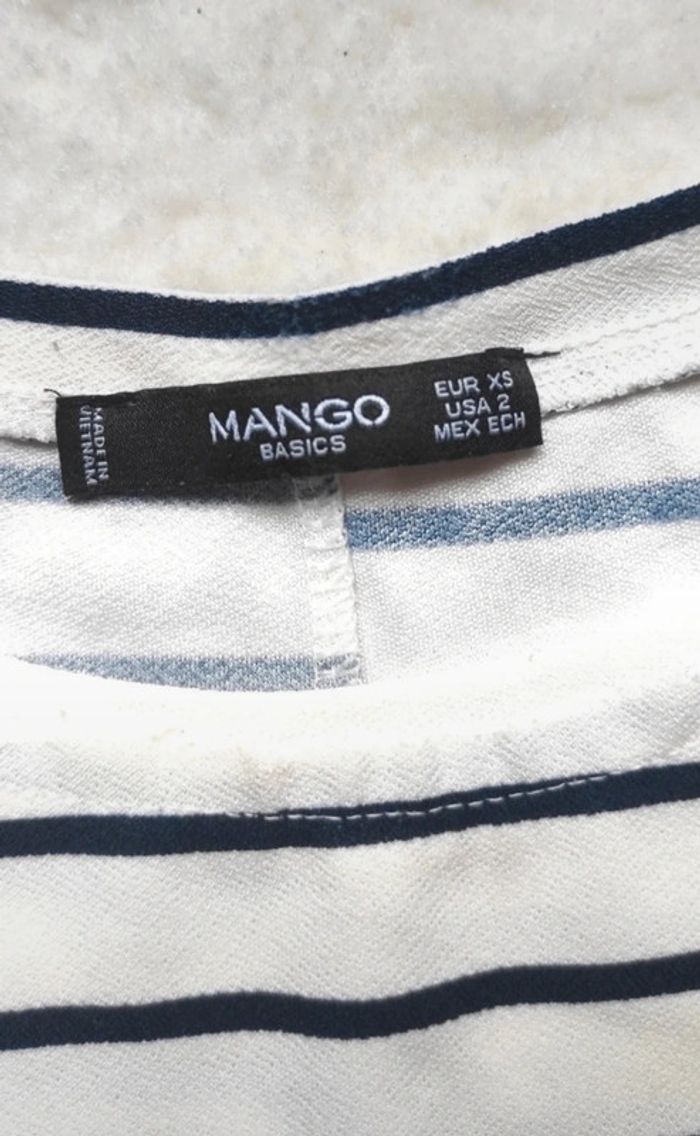 MADE IN
VIETNAM
MANGO
BASICS
EUR XS
USA 2
MEX ECH